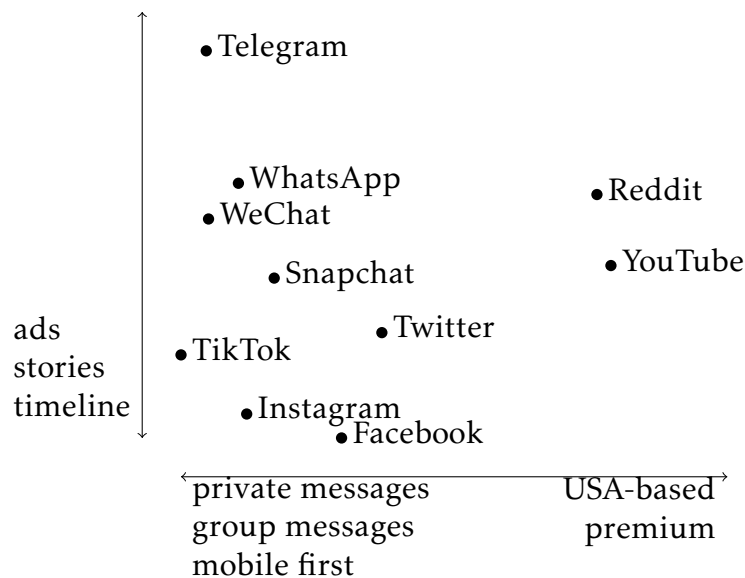 Telegram
WhatsApp
Reddit
WeChat
YouTube
Snapchat
Twitter
TikTok
ads
stories
timeline
Instagram
Facebook
private messages
group messages
mobile first
USA-based
premium